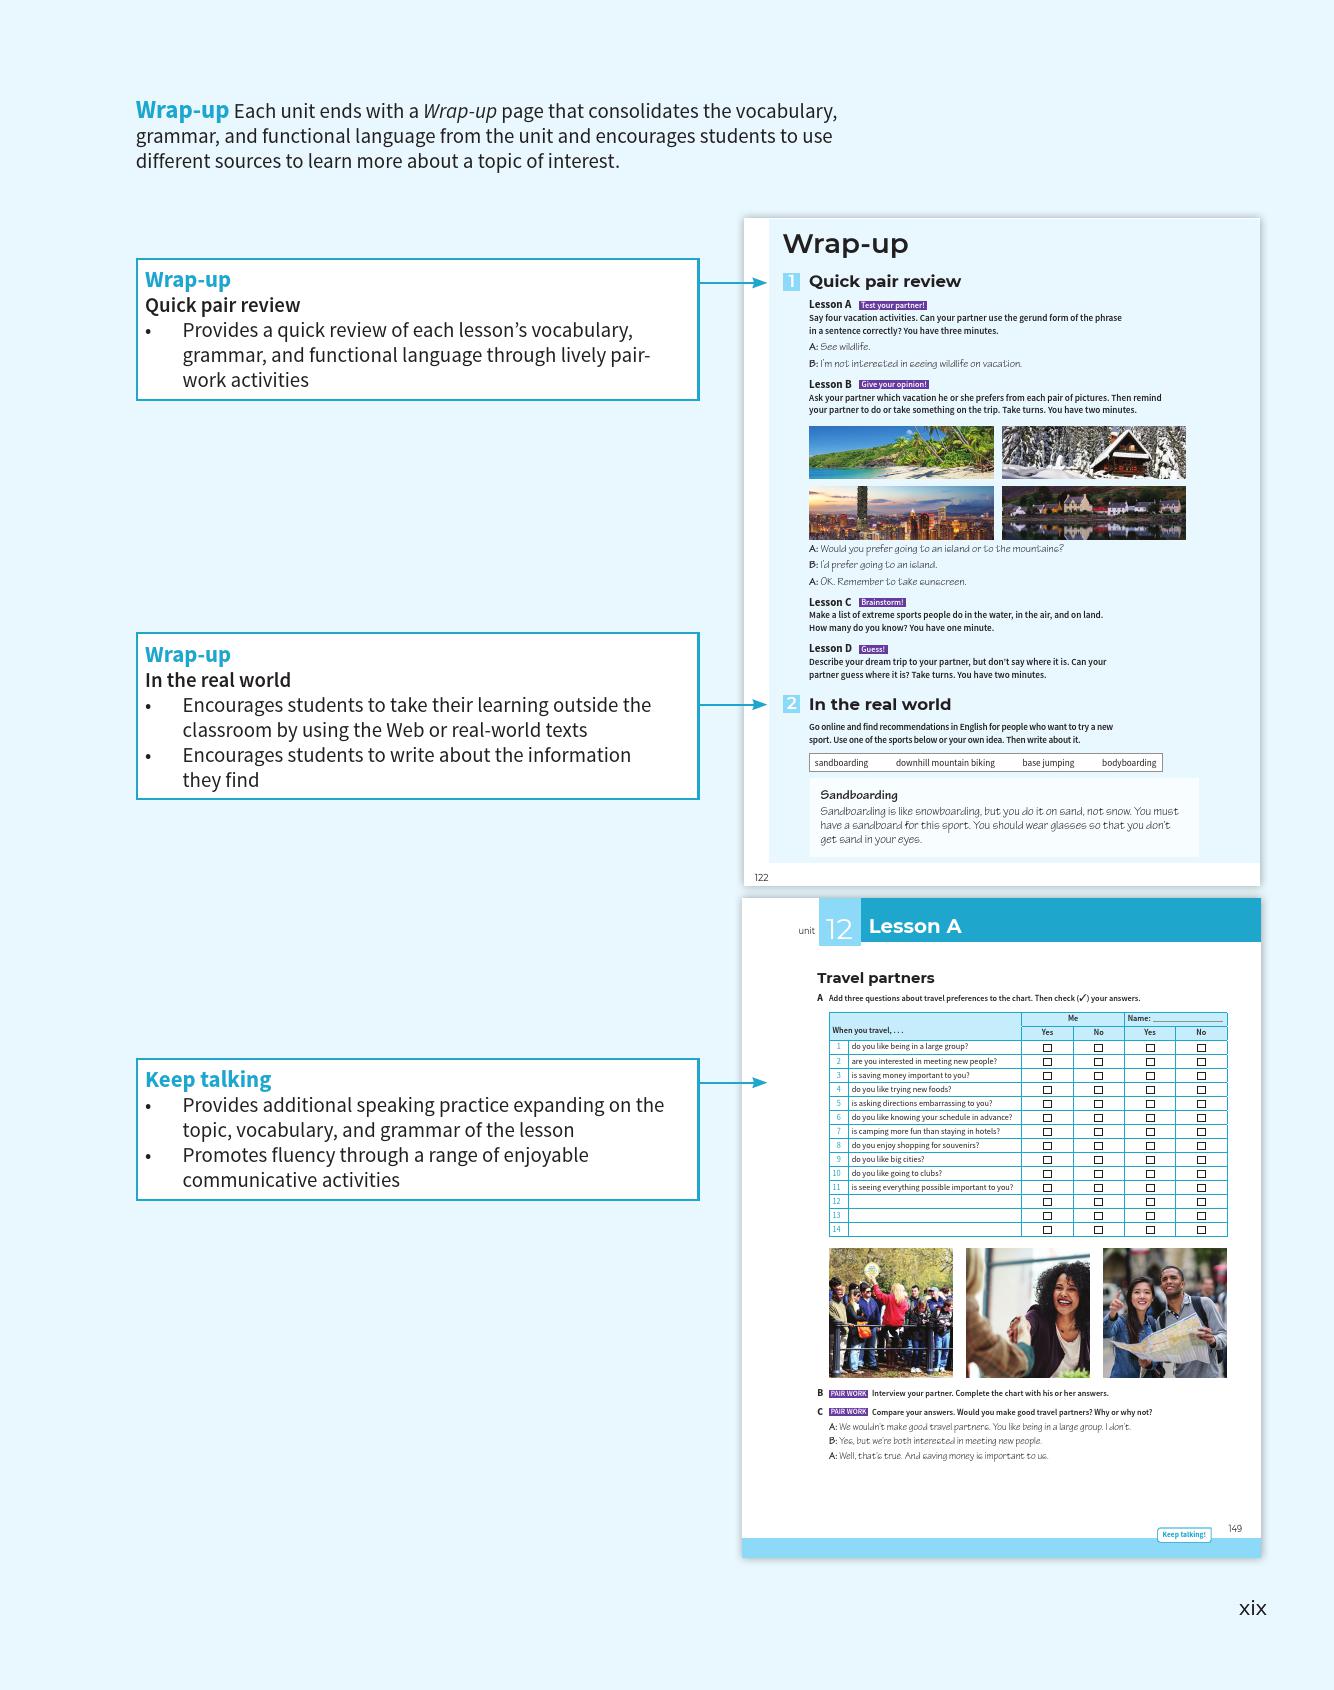 Wrap-up Each unit ends with a Wrap-up page that consolidates the vocabulary,
grammar, and functional language from the unit and encourages students to use
different sources to learn more about a topic of interest.
Wrap-up
Quick pair review
• Provides a quick review of each lesson’s vocabulary,
grammar, and functional language through lively pair-
work activities
Wrap-up
In the real world
• Encourages students to take their learning outside the
classroom by using the Web or real-world texts
• Encourages students to write about the information
they find
Keep talking
• Provides additional speaking practice expanding on the
topic, vocabulary, and grammar of the lesson
• Promotes fluency through a range of enjoyable
communicative activities
Wrap-up
1 Quick pair review
Lesson A Test your partner!
Say four vacation activities. Can your partner use the gerund form of the phrase
in a sentence correctly? You have three minutes.
A: See wildlife.
B: I’m not interested in seeing wildlife on vacation.
Lesson B Give your opinion!
Ask your partner which vacation he or she prefers from each pair of pictures. Then remind
your partner to do or take something on the trip. Take turns. You have two minutes.
A: Would you prefer going to an island or to the mountains?
B: I’d prefer going to an island.
A: OK. Remember to take sunscreen.
Lesson C Brainstorm!
Make a list of extreme sports people do in the water, in the air, and on land.
How many do you know? You have one minute.
Lesson D Guess!
Describe your dream trip to your partner, but don’t say where it is. Can your
partner guess where it is? Take turns. You have two minutes.
2 In the real world
Go online and find recommendations in English for people who want to try a new
sport. Use one of the sports below or your own idea. Then write about it.
sandboarding downhill mountain biking base jumping bodyboarding
Sandboarding
Sandboarding is like snowboarding, but you do it on sand, not snow. You must
have a sandboard for this sport. You should wear glasses so that you don’t
get sand in your eyes.
122
unit 12 Lesson A
Travel partners
A Add three questions about travel preferences to the chart. Then check (✓) your answers.
When you travel, . . . Me Name:
Yes No Yes No
1 do you like being in a large group?
2 are you interested in meeting new people?
3 is saving money important to you?
4 do you like trying new foods?
5 is asking directions embarrassing to you?
6 do you like knowing your schedule in advance?
7 is camping more fun than staying in hotels?
8 do you enjoy shopping for souvenirs?
9 do you like big cities?
10 do you like going to clubs?
11 is seeing everything possible important to you?
12
13
14
B PAIR WORK Interview your partner. Complete the chart with his or her answers.
C PAIR WORK Compare your answers. Would you make good travel partners? Why or why not?
A: We wouldn’t make good travel partners. You like being in a large group. I don’t.
B: Yes, but we’re both interested in meeting new people.
A: Well, that’s true. And saving money is important to us.
Keep talking! 149
xix